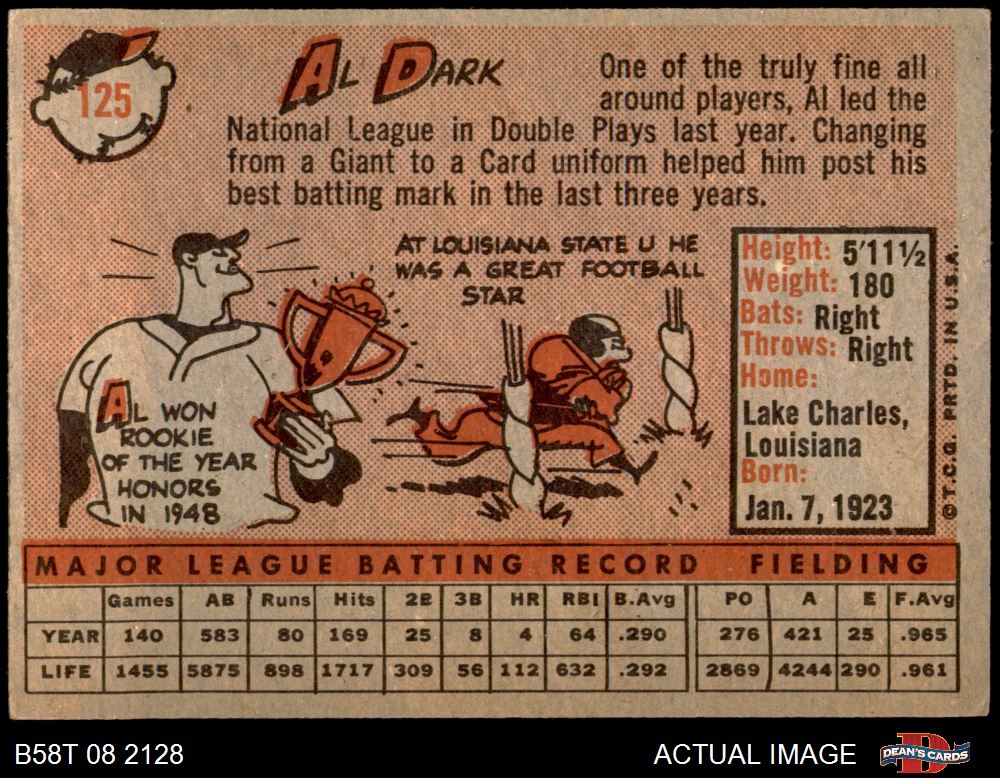 125
AL DARK
One of the truly fine all
around players, Al led the
National League in Double Plays last year. Changing
from a Giant to a Card uniform helped him post his
best batting mark in the last three years.
AT LOUISIANA STATE U HE
WAS A GREAT FOOTBALL
STAR
AL WON
ROOKIE
OF THE YEAR
HONORS
IN 1948
Height: 5'11½
Weight: 180
Bats: Right
Throws: Right
Home:
Lake Charles,
Louisiana
Born:
Jan. 7, 1923
© T.C.G. PRTD. IN U.S.A.
MAJOR LEAGUE BATTING RECORD FIELDING
Games AB Runs Hits 2B 3B HR RBI B.Avg PO A E F.Avg
YEAR 140 583 80 169 25 8 4 64 .290 276 421 25 .965
LIFE 1455 5875 898 1717 309 56 112 632 .292 2869 4244 290 .961
B58T 08 2128 ACTUAL IMAGE DEAN'S CARDS